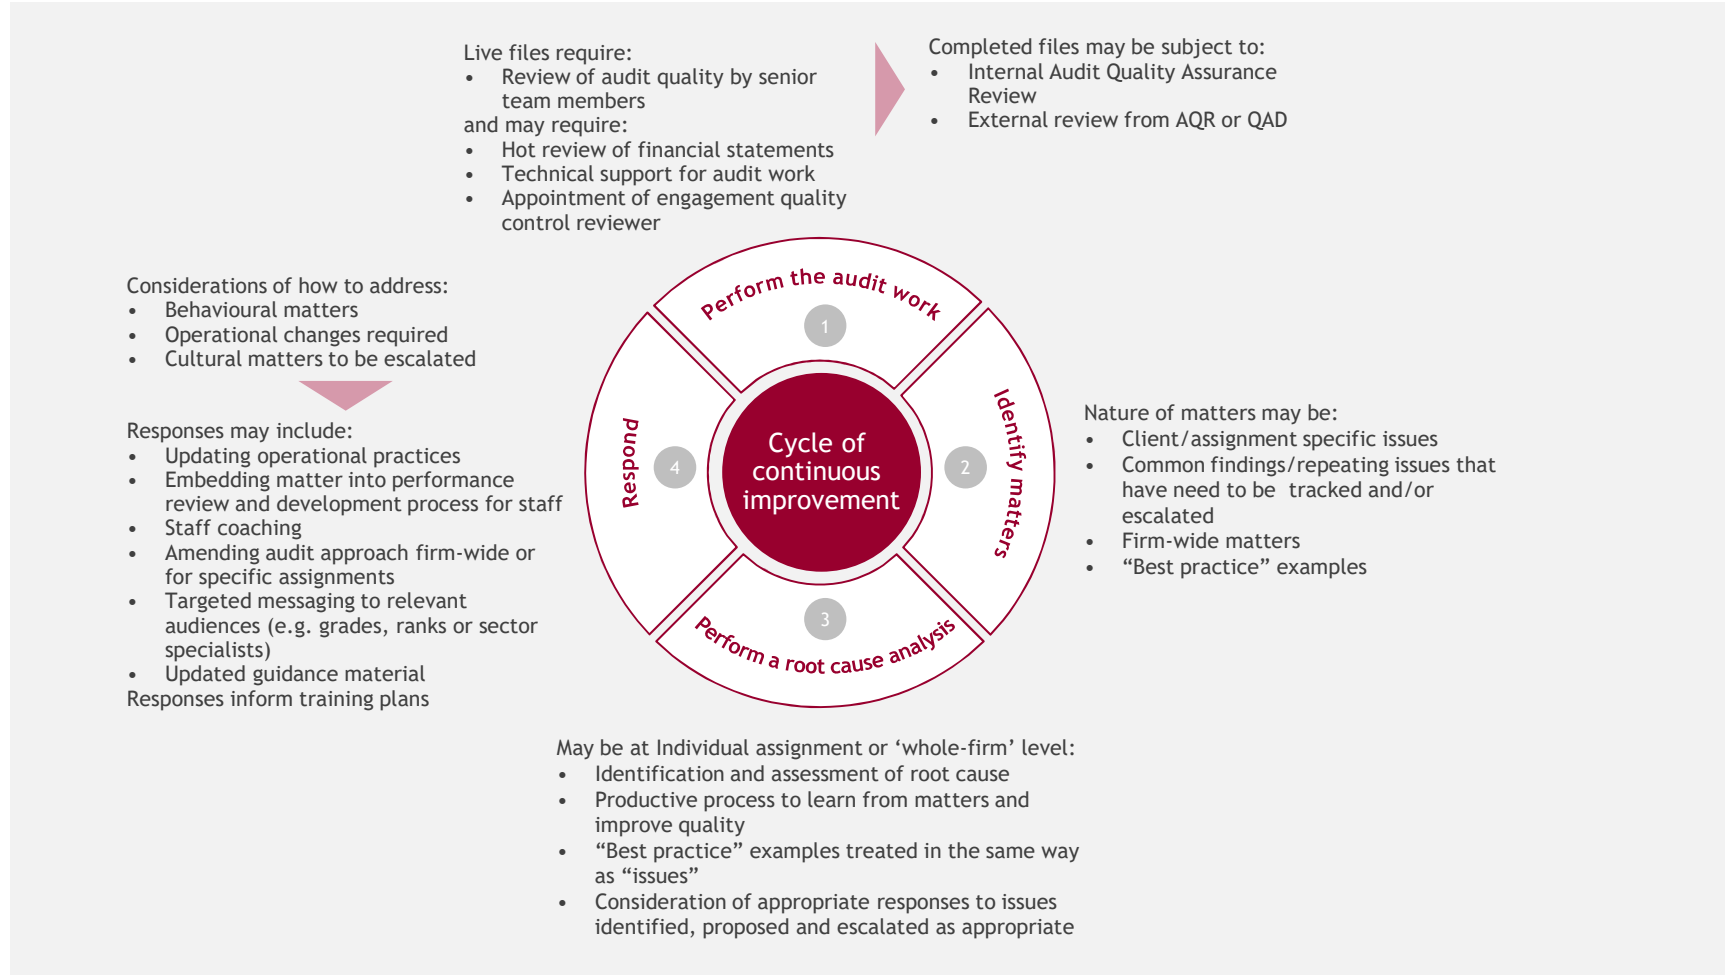 Live files require:
• Review of audit quality by senior
team members
and may require:
• Hot review of financial statements
• Technical support for audit work
• Appointment of engagement quality
control reviewer
Completed files may be subject to:
• Internal Audit Quality Assurance
Review
• External review from AQR or QAD
Perform the audit work
1
Identify matters
2
Nature of matters may be:
• Client/assignment specific issues
• Common findings/repeating issues that
have need to be  tracked and/or
escalated
• Firm-wide matters
• “Best practice” examples
Cycle of
continuous
improvement
3
Perform a root cause analysis
May be at Individual assignment or ‘whole-firm’ level:
• Identification and assessment of root cause
• Productive process to learn from matters and
improve quality
• “Best practice” examples treated in the same way
as “issues”
• Consideration of appropriate responses to issues
identified, proposed and escalated as appropriate
Respond
4
Considerations of how to address:
• Behavioural matters
• Operational changes required
• Cultural matters to be escalated
Responses may include:
• Updating operational practices
• Embedding matter into performance
review and development process for staff
• Staff coaching
• Amending audit approach firm-wide or
for specific assignments
• Targeted messaging to relevant
audiences (e.g. grades, ranks or sector
specialists)
• Updated guidance material
Responses inform training plans